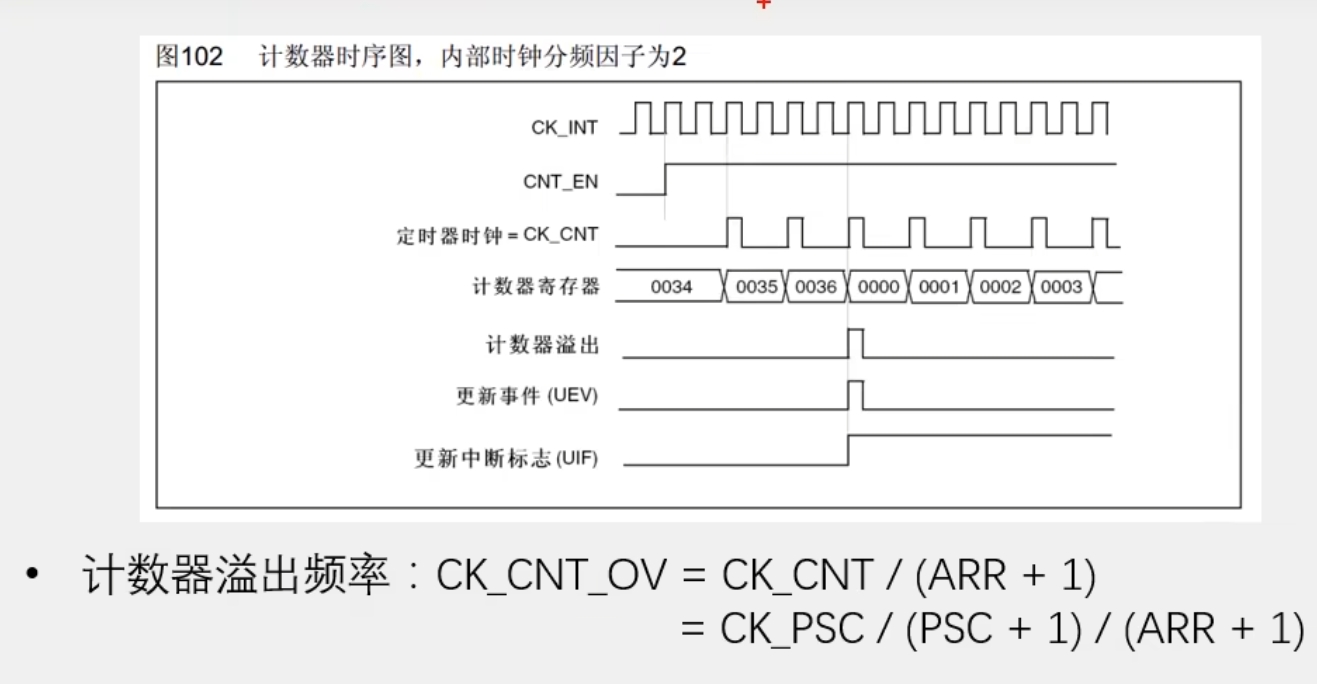 图102 计数器时序图，内部时钟分频因子为2
CK_INT
CNT_EN
定时器时钟 = CK_CNT
计数器寄存器 0034 0035 0036 0000 0001 0002 0003
计数器溢出
更新事件 (UEV)
更新中断标志 (UIF)
• 计数器溢出频率：CK_CNT_OV = CK_CNT / (ARR + 1)
= CK_PSC / (PSC + 1) / (ARR + 1)